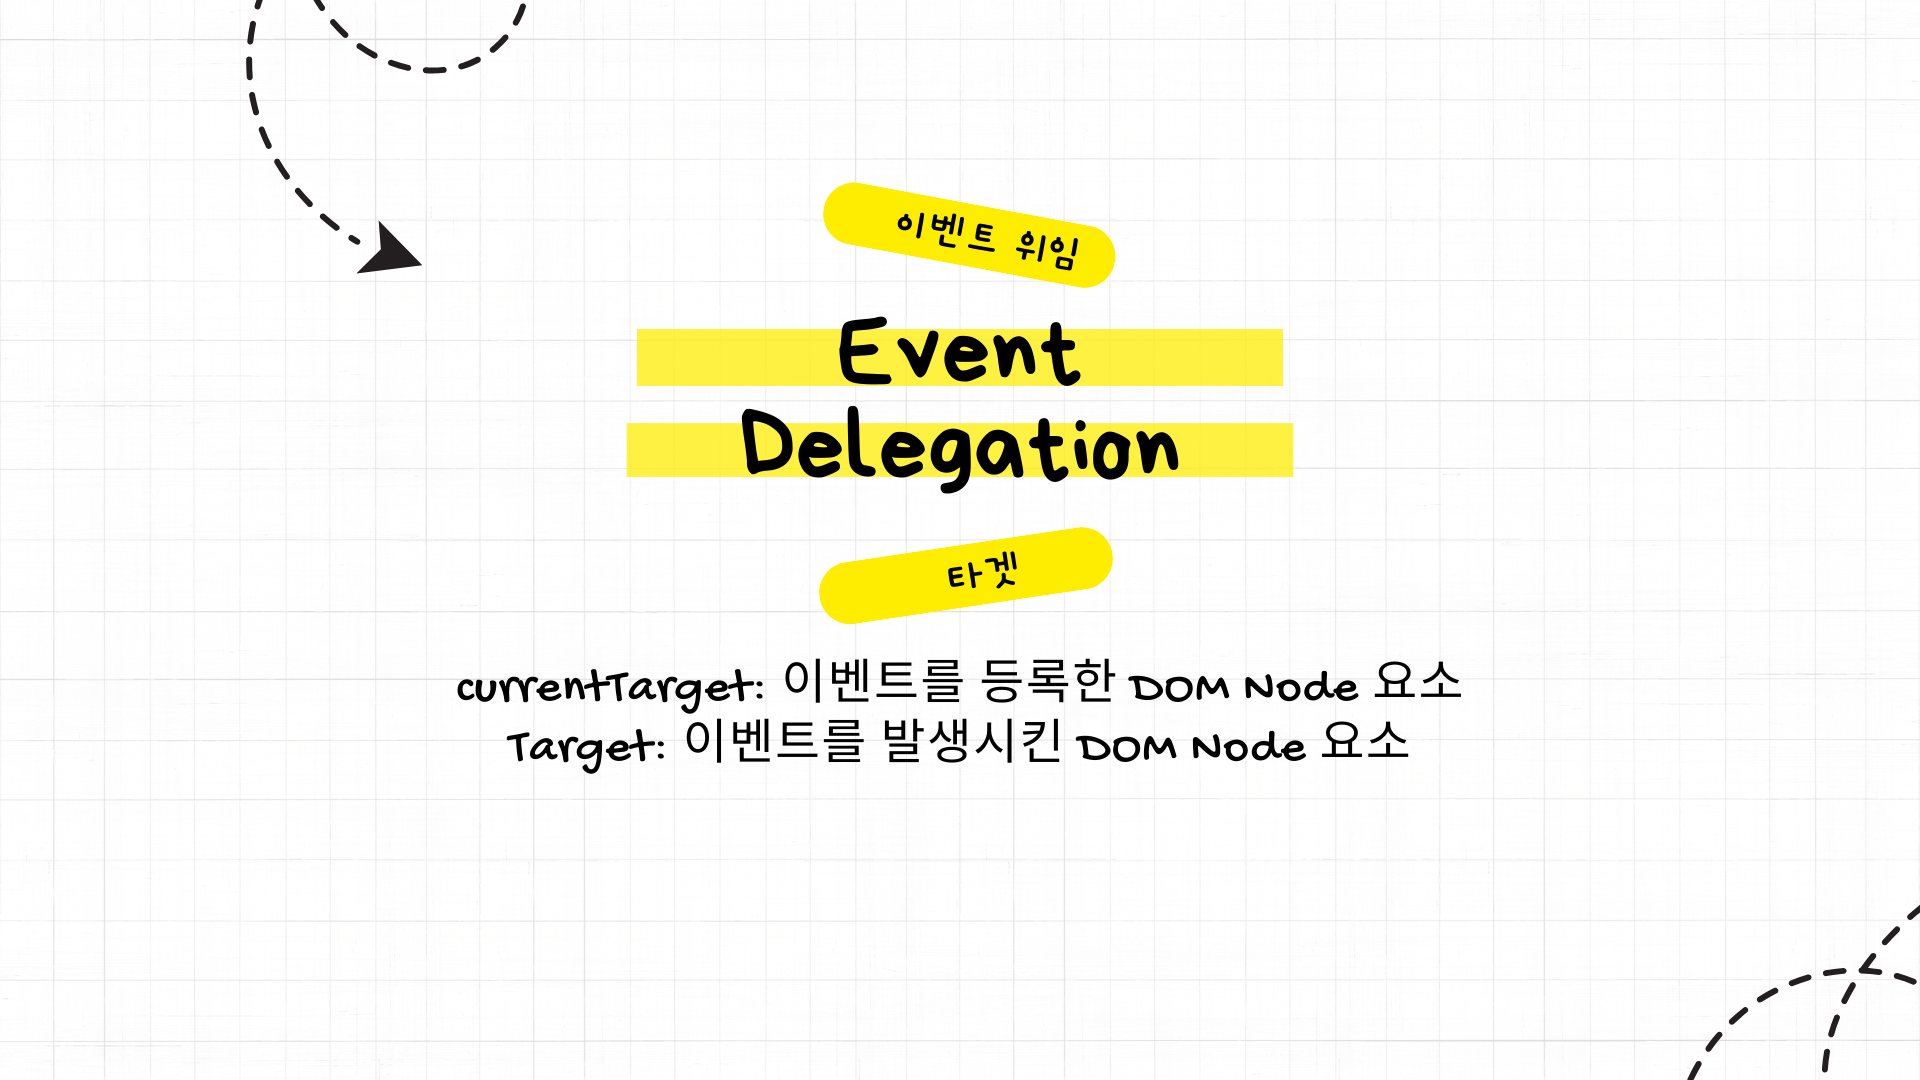 이벤트 위임
Event
Delegation
타겟
currentTarget: 이벤트를 등록한 DOM Node 요소
Target: 이벤트를 발생시킨 DOM Node 요소